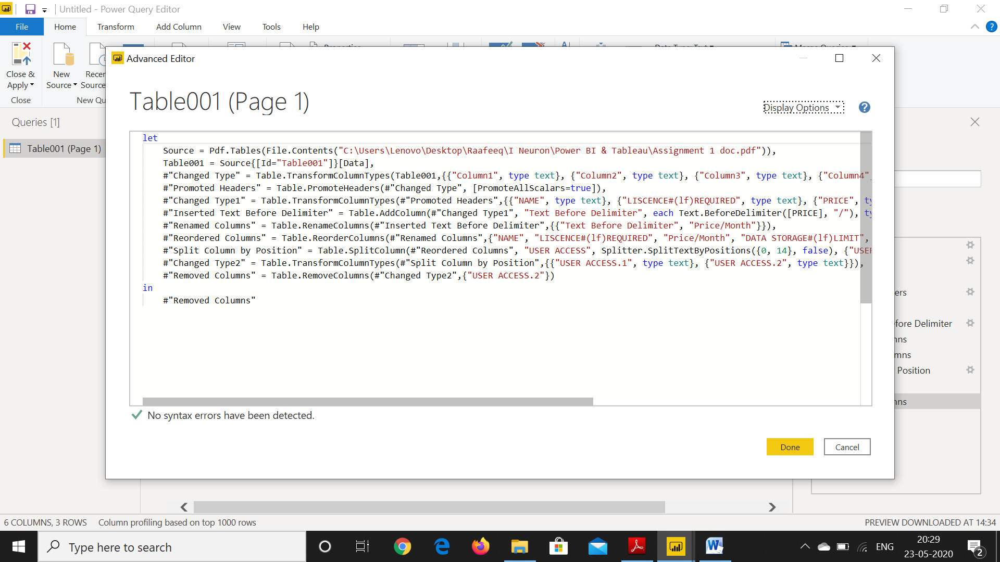 Untitled - Power Query Editor
File Home Transform Add Column View Tools Help
Close & Apply
New Source
Close
Queries [1]
Table001 (Page 1)
Advanced Editor
Table001 (Page 1)
Display Options
let
Source = Pdf.Tables(File.Contents("C:\Users\Lenovo\Desktop\Raafeeq\I Neuron\Power BI & Tableau\Assignment 1 doc.pdf")),
Table001 = Source{[Id="Table001"]}[Data],
#"Changed Type" = Table.TransformColumnTypes(Table001,{{"Column1", type text}, {"Column2", type text}, {"Column3", type text}, {"Column4"
#"Promoted Headers" = Table.PromoteHeaders(#"Changed Type", [PromoteAllScalars=true]),
#"Changed Type1" = Table.TransformColumnTypes(#"Promoted Headers",{{"NAME", type text}, {"LISCENCE#(lf)REQUIRED", type text}, {"PRICE", ty
#"Inserted Text Before Delimiter" = Table.AddColumn(#"Changed Type1", "Text Before Delimiter", each Text.BeforeDelimiter([PRICE], "/"), ty
#"Renamed Columns" = Table.RenameColumns(#"Inserted Text Before Delimiter",{{"Text Before Delimiter", "Price/Month"}}),
#"Reordered Columns" = Table.ReorderColumns(#"Renamed Columns",{"NAME", "LISCENCE#(lf)REQUIRED", "Price/Month", "DATA STORAGE#(lf)LIMIT",
#"Split Column by Position" = Table.SplitColumn(#"Reordered Columns", "USER ACCESS", Splitter.SplitTextByPositions({0, 14}, false), {"USER
#"Changed Type2" = Table.TransformColumnTypes(#"Split Column by Position",{{"USER ACCESS.1", type text}, {"USER ACCESS.2", type text}}),
#"Removed Columns" = Table.RemoveColumns(#"Changed Type2",{"USER ACCESS.2"})
in
#"Removed Columns"
No syntax errors have been detected.
Done Cancel
ers
fore Delimiter
nns
mns
Position
nns
6 COLUMNS, 3 ROWS Column profiling based on top 1000 rows
PREVIEW DOWNLOADED AT 14:34
Type here to search
ENG
20:29
23-05-2020
2